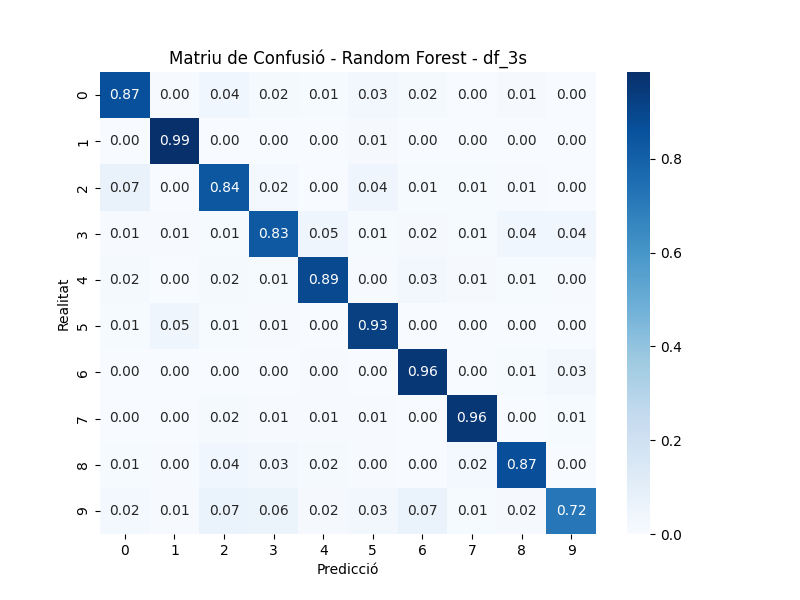 Matriu de Confusió - Random Forest - df_3s
0 0.87 0.00 0.04 0.02 0.01 0.03 0.02 0.00 0.01 0.00
1 0.00 0.99 0.00 0.00 0.00 0.01 0.00 0.00 0.00 0.00
2 0.07 0.00 0.84 0.02 0.00 0.04 0.01 0.01 0.01 0.00
3 0.01 0.01 0.01 0.83 0.05 0.01 0.02 0.01 0.04 0.04
4 0.02 0.00 0.02 0.01 0.89 0.00 0.03 0.01 0.01 0.00
5 0.01 0.05 0.01 0.01 0.00 0.93 0.00 0.00 0.00 0.00
6 0.00 0.00 0.00 0.00 0.00 0.00 0.96 0.00 0.01 0.03
7 0.00 0.00 0.02 0.01 0.01 0.01 0.00 0.96 0.00 0.01
8 0.01 0.00 0.04 0.03 0.02 0.00 0.00 0.02 0.87 0.00
9 0.02 0.01 0.07 0.06 0.02 0.03 0.07 0.01 0.02 0.72
0 1 2 3 4 5 6 7 8 9
Predicció
Realitat
0.8
0.6
0.4
0.2
0.0